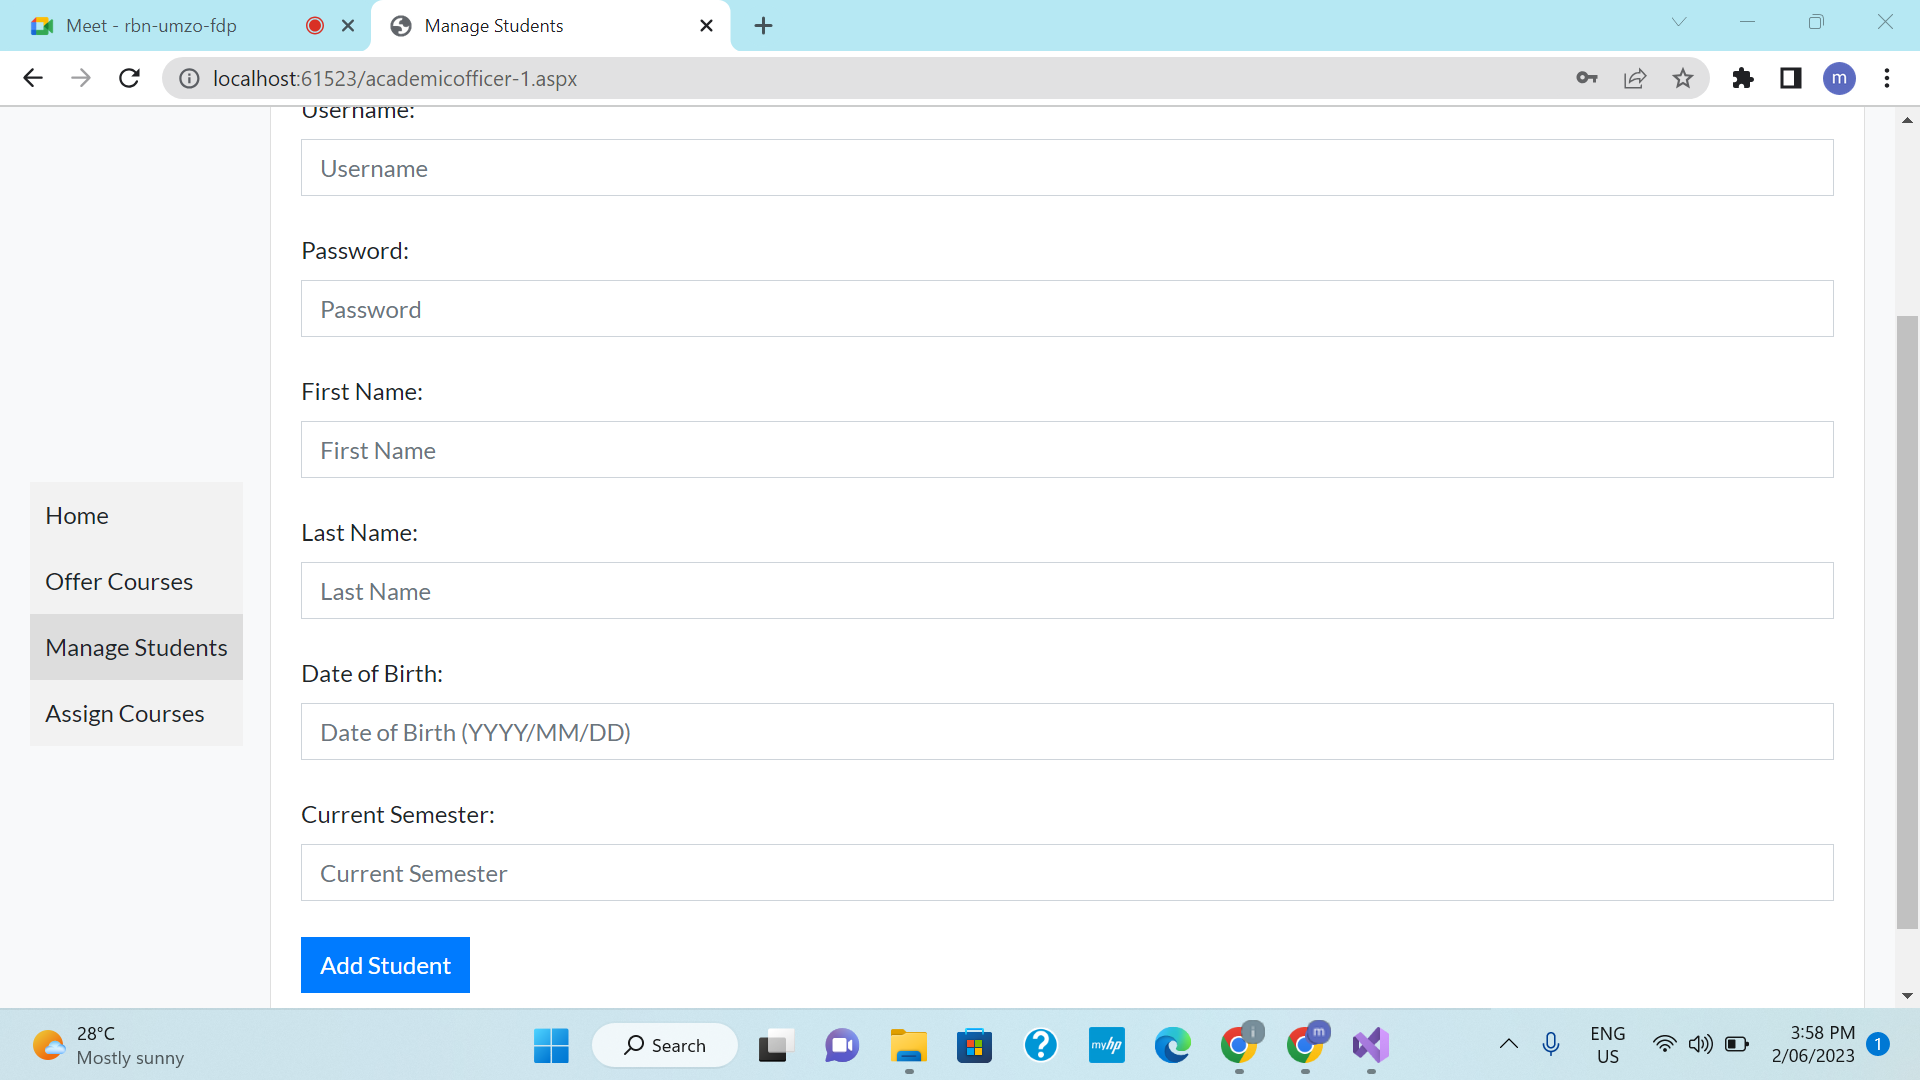 Meet - rbn-umzo-fdp
Manage Students
localhost:61523/academicofficer-1.aspx
m
Username:
Username
Password:
Password
First Name:
First Name
Last Name:
Last Name
Date of Birth:
Date of Birth (YYYY/MM/DD)
Current Semester:
Current Semester
Add Student
Home
Offer Courses
Manage Students
Assign Courses
28°C
Mostly sunny
Search
?
myhp
i
m
ENG
US
3:58 PM
2/06/2023
1